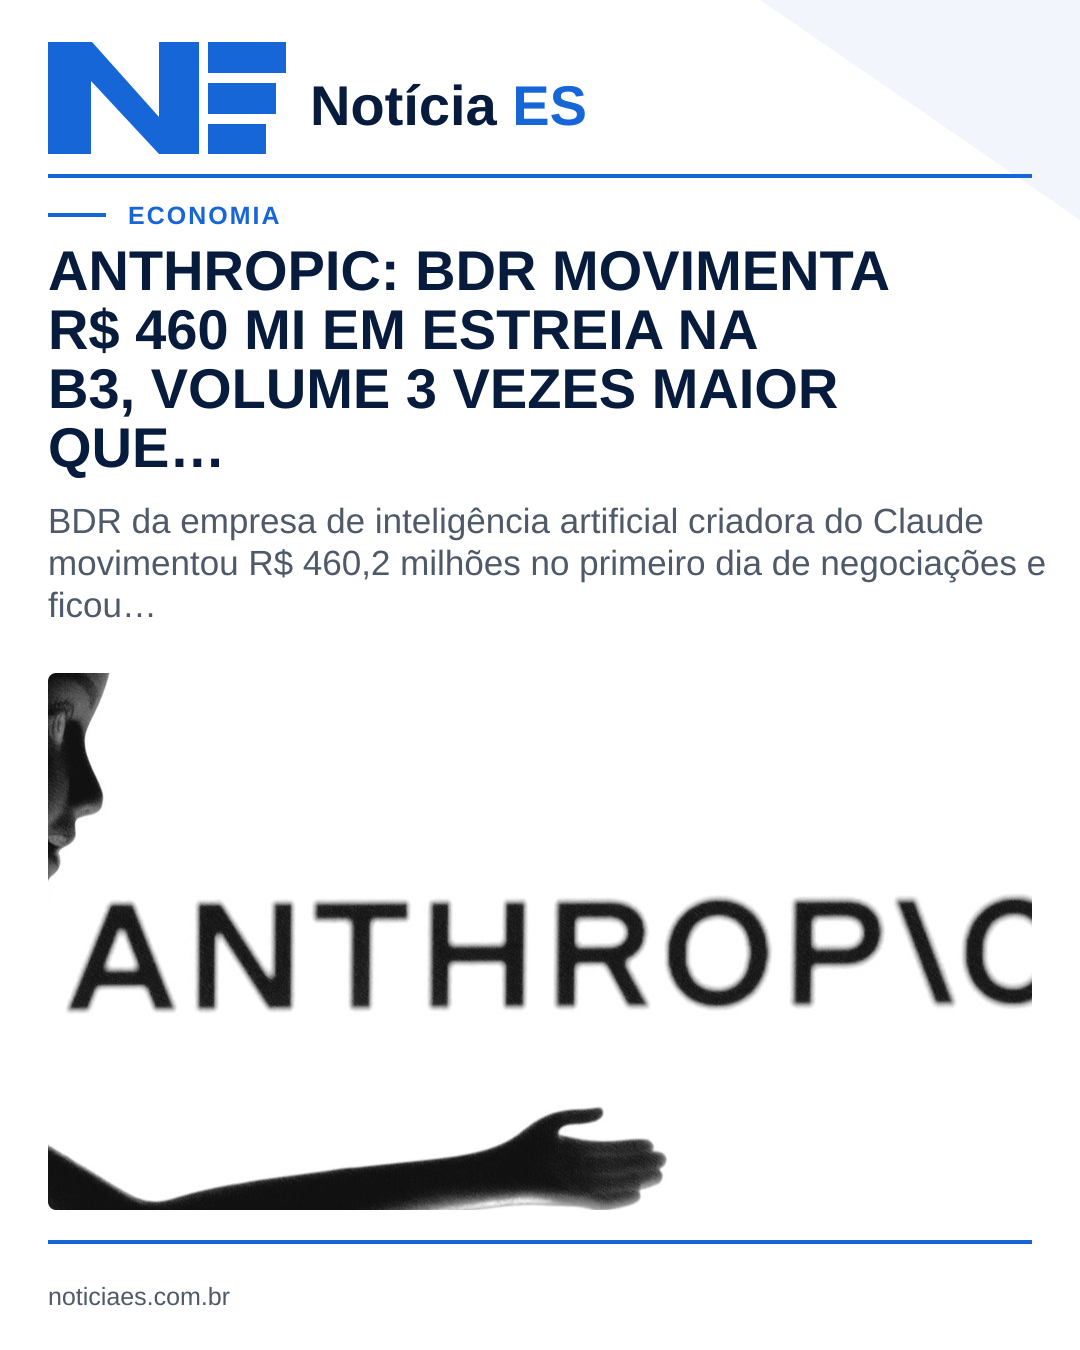 NE
Notícia ES
ECONOMIA
ANTHROPIC: BDR MOVIMENTA
R$ 460 MI EM ESTREIA NA
B3, VOLUME 3 VEZES MAIOR
QUE…
BDR da empresa de inteligência artificial criadora do Claude
movimentou R$ 460,2 milhões no primeiro dia de negociações e
ficou…
ANTHROP\C
noticiaes.com.br